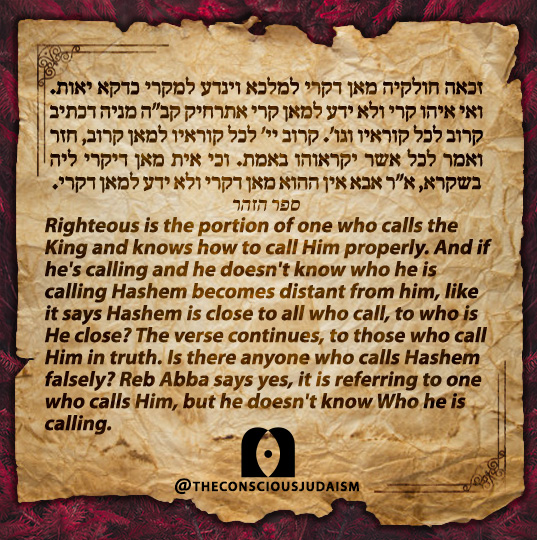 זכאה חולקיה מאן דקרי למלכא וינדע למקרי כדקא יאות.
ואי איהו קרי ולא ידע למאן קרי אתרחיק קב"ה מניה דכתיב
קרוב לכל קוראיו וגו'. קרוב יי' לכל קוראיו למאן קרוב, חזר
ואמר לכל אשר יקראוהו באמת. וכי אית מאן דיקרי ליה
בשקרא, א"ר אבא אין ההוא מאן דקרי ולא ידע למאן דקרי.
ספר הזהר
Righteous is the portion of one who calls the
King and knows how to call Him properly. And if
he's calling and he doesn't know who he is
calling Hashem becomes distant from him, like
it says Hashem is close to all who call, to who is
He close? The verse continues, to those who call
Him in truth. Is there anyone who calls Hashem
falsely? Reb Abba says yes, it is referring to one
who calls Him, but he doesn't know Who he is
calling.
@THECONSCIOUSJUDAISM